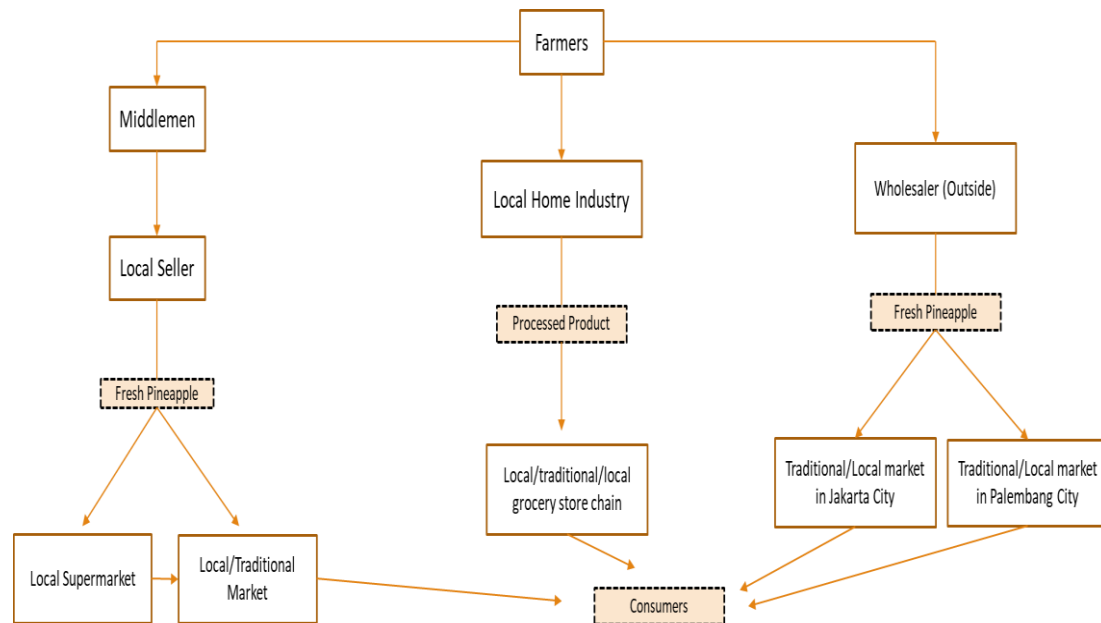 Farmers
Middlemen
Local Home Industry
Wholesaler (Outside)
Local Seller
Processed Product
Fresh Pineapple
Fresh Pineapple
Local/traditional/local
grocery store chain
Traditional/Local market
in Jakarta City
Traditional/Local market
in Palembang City
Local Supermarket
Local/Traditional
Market
Consumers